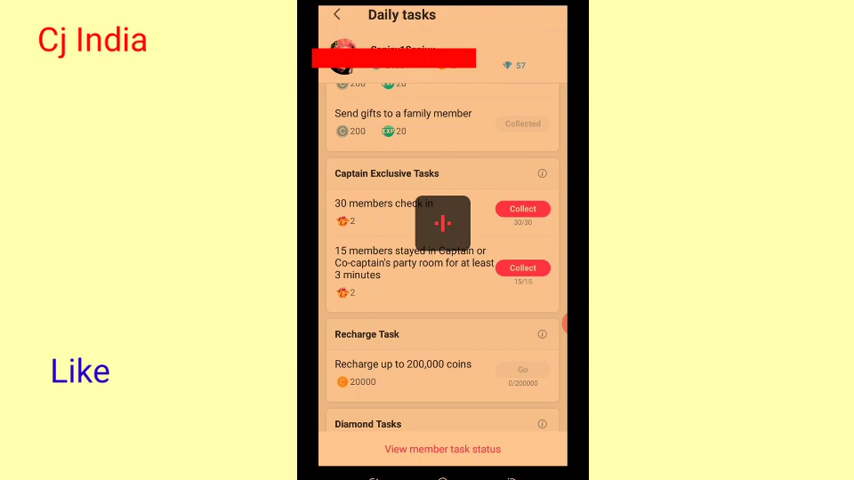 Cj India
Daily tasks
57
200 20
Send gifts to a family member
Collected
C 200 EXP 20
Captain Exclusive Tasks
30 members check in
Collect
2
30/30
15 members stayed in Captain or
Co-captain's party room for at least
3 minutes
Collect
15/15
2
Recharge Task
Recharge up to 200,000 coins
Go
C 20000
0/200000
Diamond Tasks
View member task status
Like